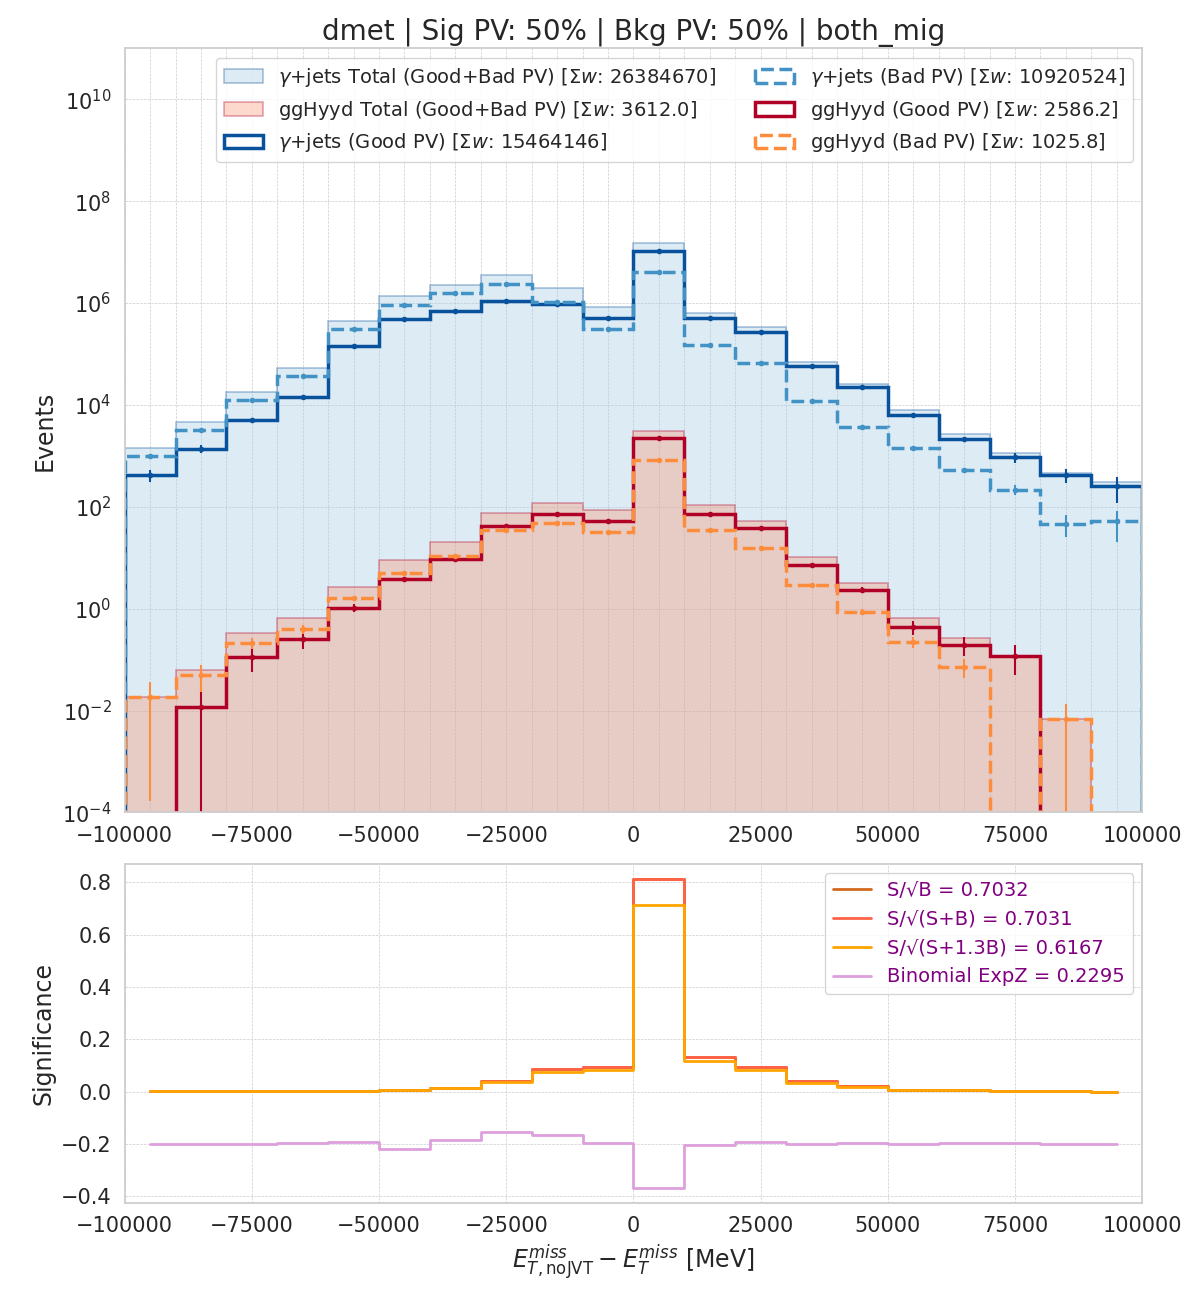 dmet | Sig PV: 50% | Bkg PV: 50% | both_mig
γ+jets Total (Good+Bad PV) [Σw: 26384670]
ggHyyd Total (Good+Bad PV) [Σw: 3612.0]
γ+jets (Good PV) [Σw: 15464146]
γ+jets (Bad PV) [Σw: 10920524]
ggHyyd (Good PV) [Σw: 2586.2]
ggHyyd (Bad PV) [Σw: 1025.8]
Events
10^10
10^8
10^6
10^4
10^2
10^0
10^−2
10^−4
−100000 −75000 −50000 −25000 0 25000 50000 75000 100000
Significance
0.8
0.6
0.4
0.2
0.0
−0.2
−0.4
S/√B = 0.7032
S/√(S+B) = 0.7031
S/√(S+1.3B) = 0.6167
Binomial ExpZ = 0.2295
−100000 −75000 −50000 −25000 0 25000 50000 75000 100000
E_{T, noJVT}^{miss} − E_T^{miss} [MeV]